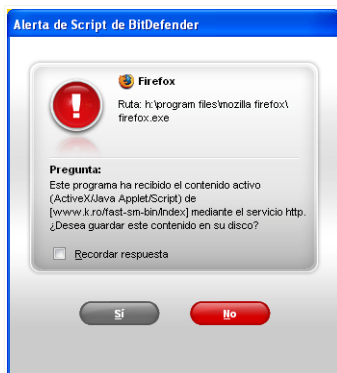 Alerta de Script de BitDefender
Firefox
Ruta: h:\program files\mozilla firefox\
firefox.exe
Pregunta:
Este programa ha recibido el contenido activo
(ActiveX/Java Applet/Script) de
[www.k.ro/fast-sm-bin/Index] mediante el servicio http.
¿Desea guardar este contenido en su disco?
Recordar respuesta
Sí
No